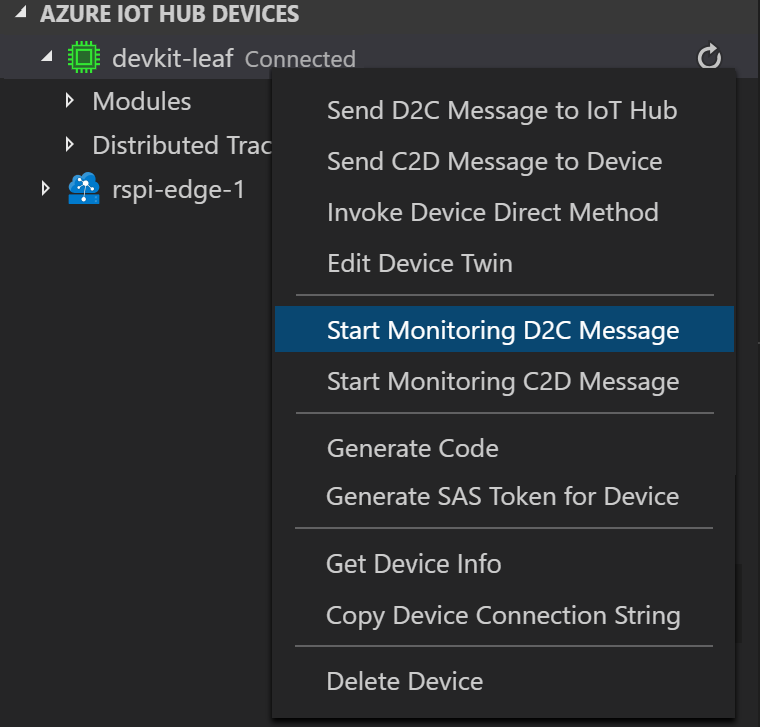 AZURE IOT HUB DEVICES
devkit-leaf Connected
Modules
Distributed Trac
rspi-edge-1
Send D2C Message to IoT Hub
Send C2D Message to Device
Invoke Device Direct Method
Edit Device Twin
Start Monitoring D2C Message
Start Monitoring C2D Message
Generate Code
Generate SAS Token for Device
Get Device Info
Copy Device Connection String
Delete Device